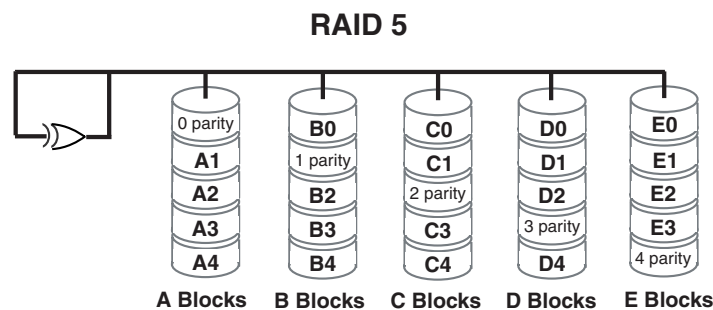 RAID 5
0 parity B0 C0 D0 E0
A1 1 parity C1 D1 E1
A2 B2 2 parity D2 E2
A3 B3 C3 3 parity E3
A4 B4 C4 D4 4 parity
A Blocks B Blocks C Blocks D Blocks E Blocks